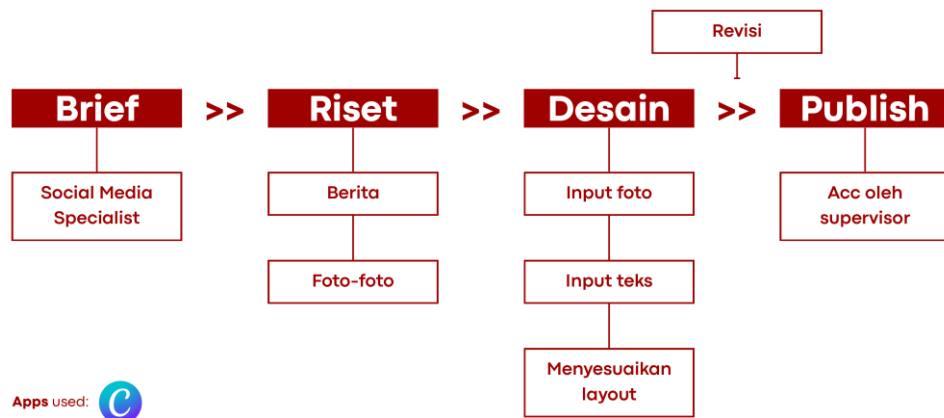 Revisi
Brief >> Riset >> Desain >> Publish
Social Media
Specialist
Berita
Foto-foto
Input foto
Input teks
Menyesuaikan
layout
Acc oleh
supervisor
Apps used: C